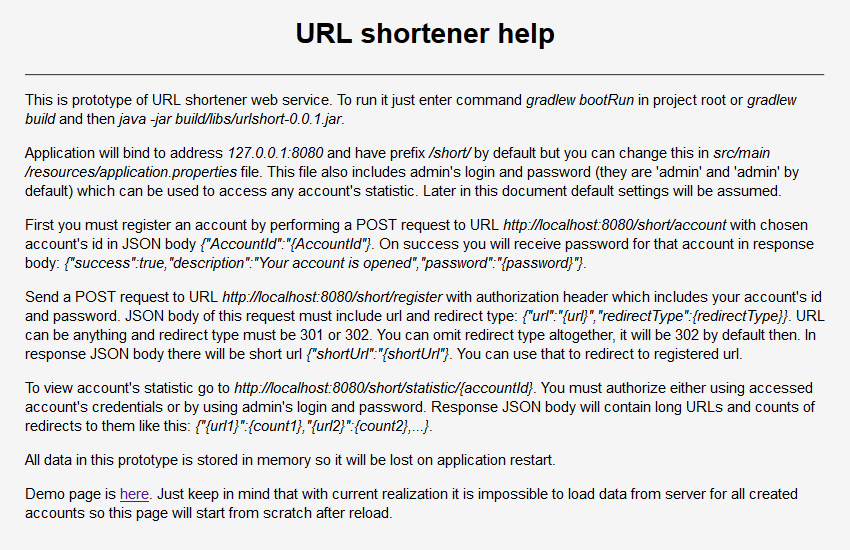 URL shortener help
This is prototype of URL shortener web service. To run it just enter command gradlew bootRun in project root or gradlew
build and then java -jar build/libs/urlshort-0.0.1.jar.
Application will bind to address 127.0.0.1:8080 and have prefix /short/ by default but you can change this in src/main
/resources/application.properties file. This file also includes admin's login and password (they are 'admin' and 'admin' by
default) which can be used to access any account's statistic. Later in this document default settings will be assumed.
First you must register an account by performing a POST request to URL http://localhost:8080/short/account with chosen
account's id in JSON body {"AccountId":"{AccountId"}. On success you will receive password for that account in response
body: {"success":true,"description":"Your account is opened","password":"{password}"}.
Send a POST request to URL http://localhost:8080/short/register with authorization header which includes your account's id
and password. JSON body of this request must include url and redirect type: {"url":"{url}","redirectType":{redirectType}}. URL
can be anything and redirect type must be 301 or 302. You can omit redirect type altogether, it will be 302 by default then. In
response JSON body there will be short url {"shortUrl":"{shortUrl"}. You can use that to redirect to registered url.
To view account's statistic go to http://localhost:8080/short/statistic/{accountId}. You must authorize either using accessed
account's credentials or by using admin's login and password. Response JSON body will contain long URLs and counts of
redirects to them like this: {"{url1}":{count1},"{url2}":{count2},...}.
All data in this prototype is stored in memory so it will be lost on application restart.
Demo page is here. Just keep in mind that with current realization it is impossible to load data from server for all created
accounts so this page will start from scratch after reload.